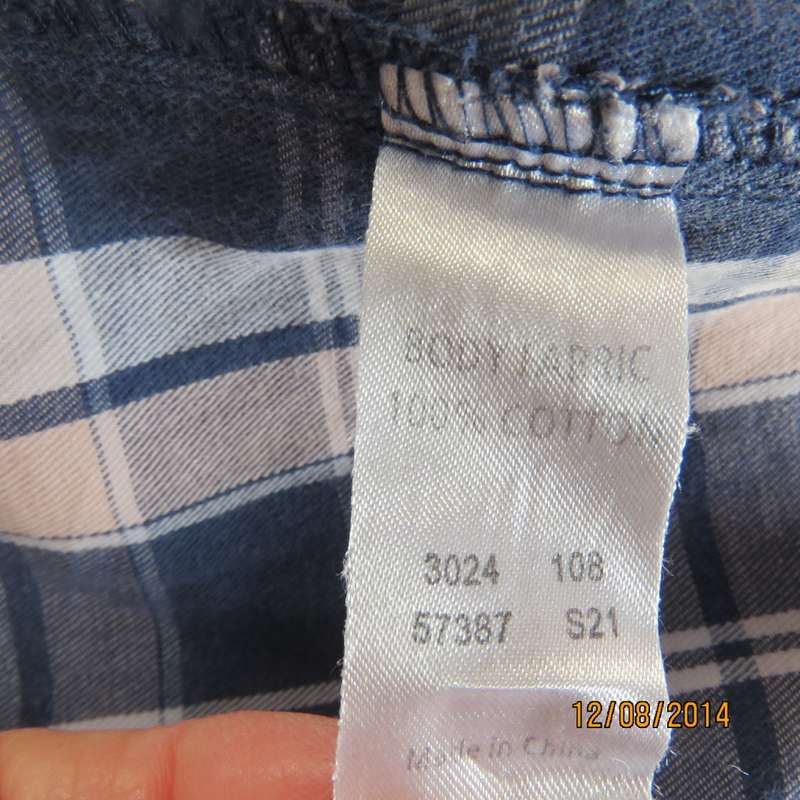 BODY FABRIC
100% COTTON
3024 108
57387 S21
Made in China
12/08/2014